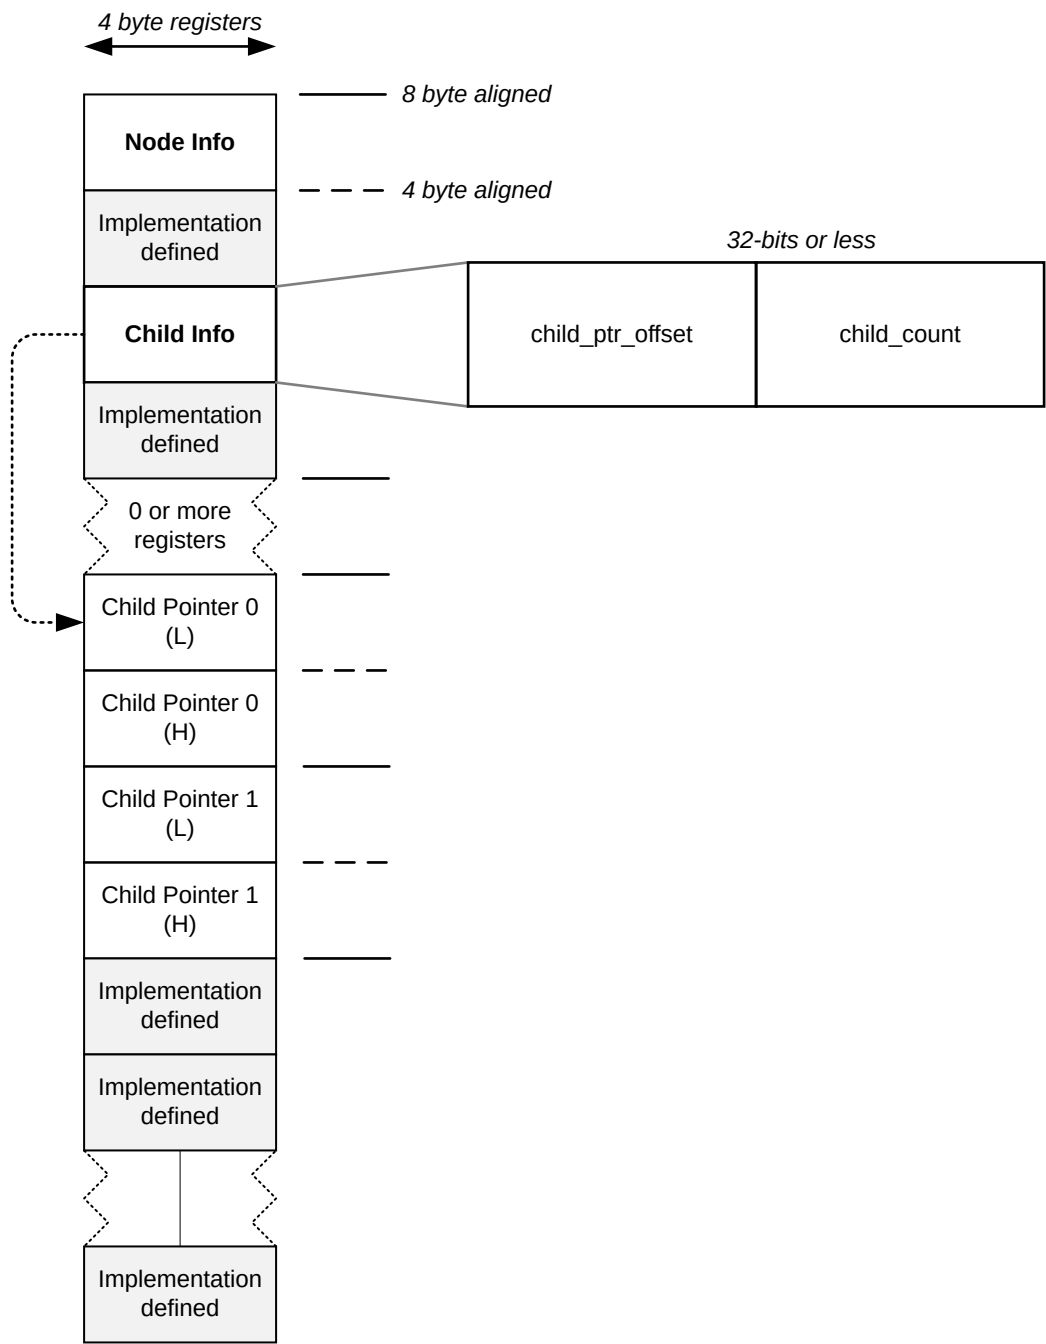 4 byte registers
8 byte aligned
Node Info
4 byte aligned
Implementation
defined
32-bits or less
Child Info
child_ptr_offset
child_count
Implementation
defined
0 or more
registers
Child Pointer 0
(L)
Child Pointer 0
(H)
Child Pointer 1
(L)
Child Pointer 1
(H)
Implementation
defined
Implementation
defined
Implementation
defined